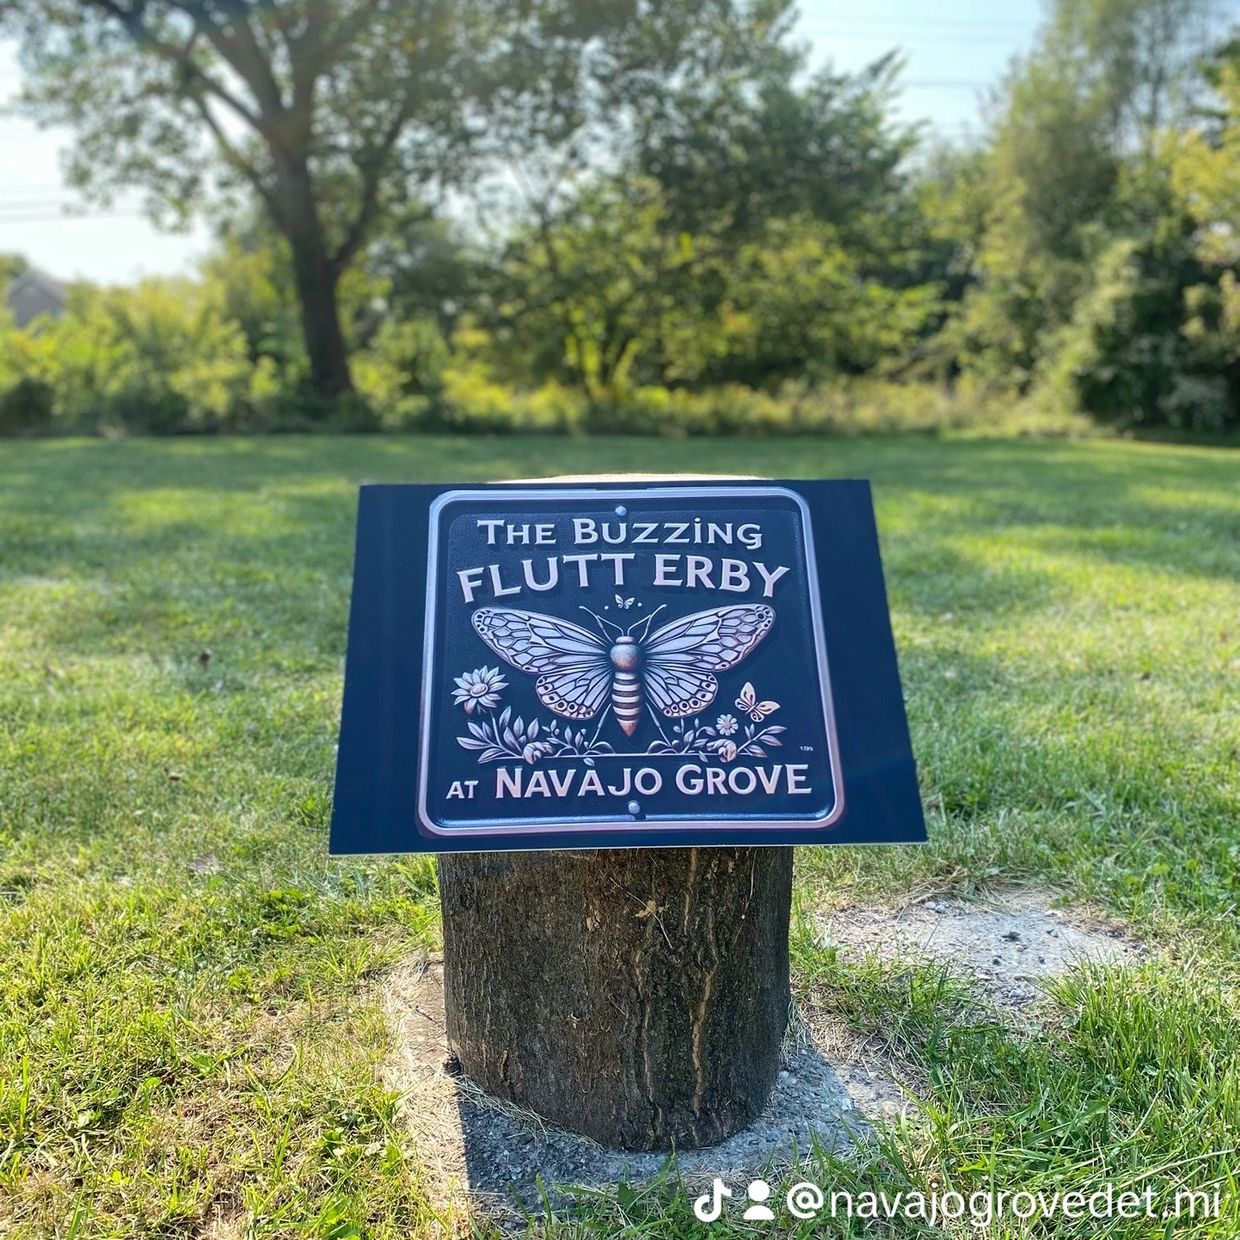 THE BUZZiNG
FLUTT ERBY
AT NAVAJO GROVE
@navajogrovedet.mi